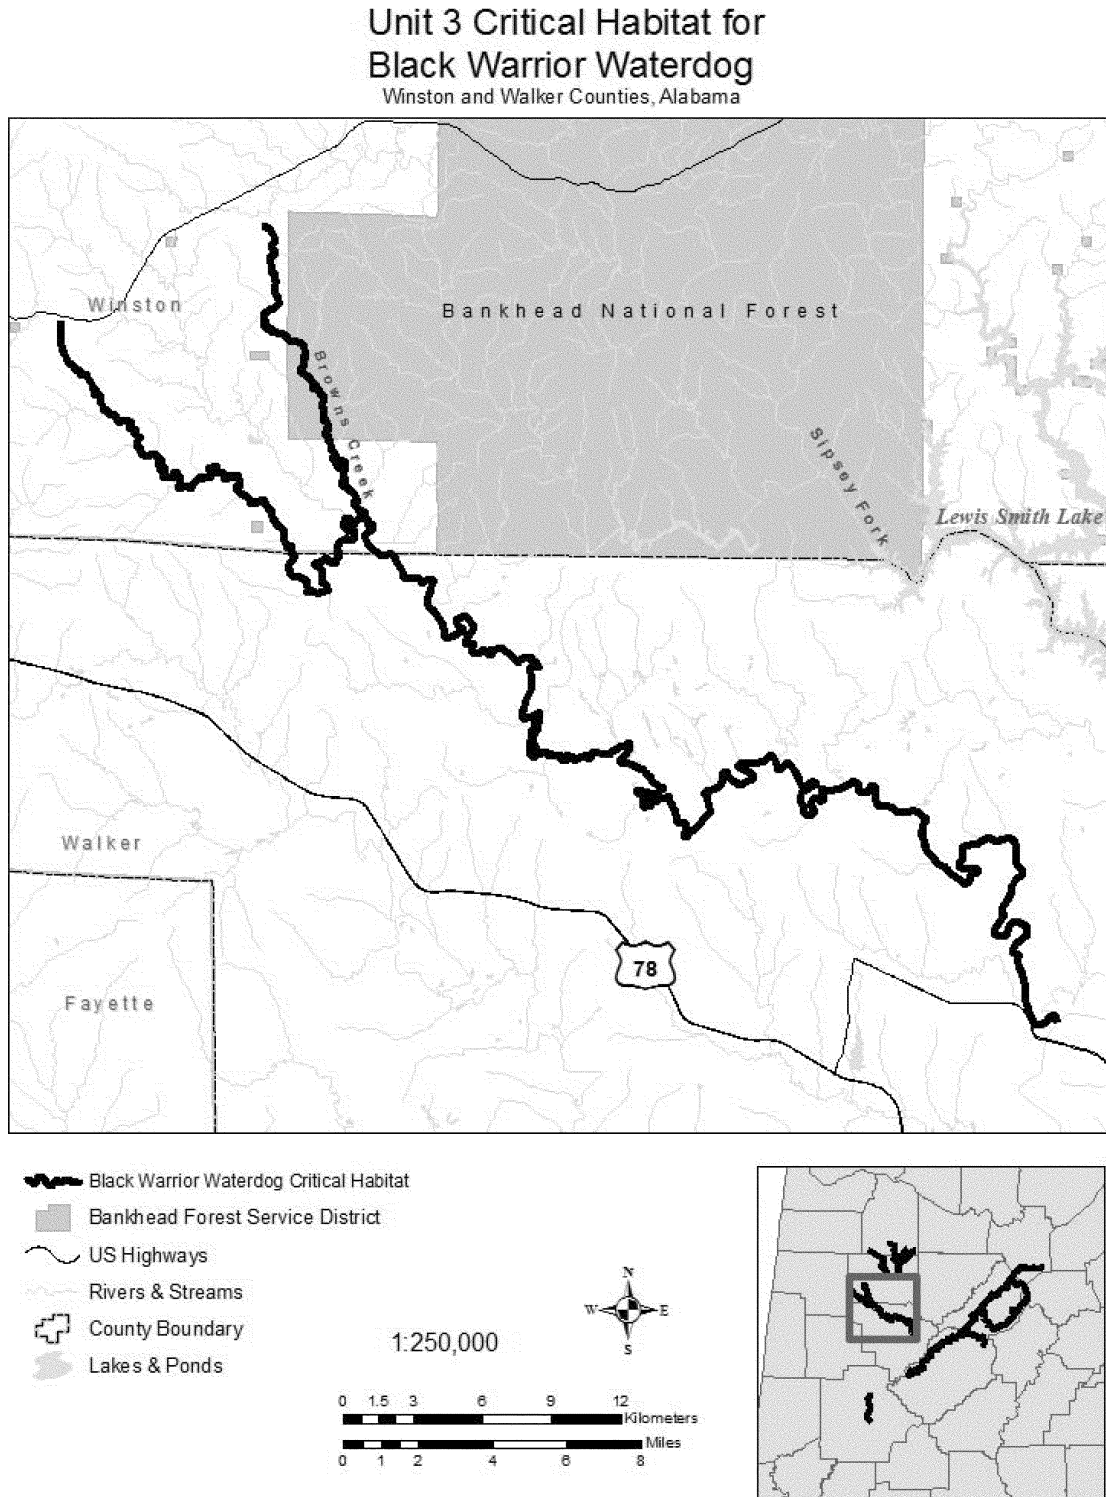 Unit 3 Critical Habitat for
Black Warrior Waterdog
Winston and Walker Counties, Alabama
Winston
Bankhead National Forest
Browns Creek
Sipsey Fork
Lewis Smith Lake
Walker
78
Fayette
Black Warrior Waterdog Critical Habitat
Bankhead Forest Service District
US Highways
Rivers & Streams
County Boundary
Lakes & Ponds
N
W E
S
1:250,000
0 1.5 3 6 9 12
Kilometers
Miles
0 1 2 4 6 8